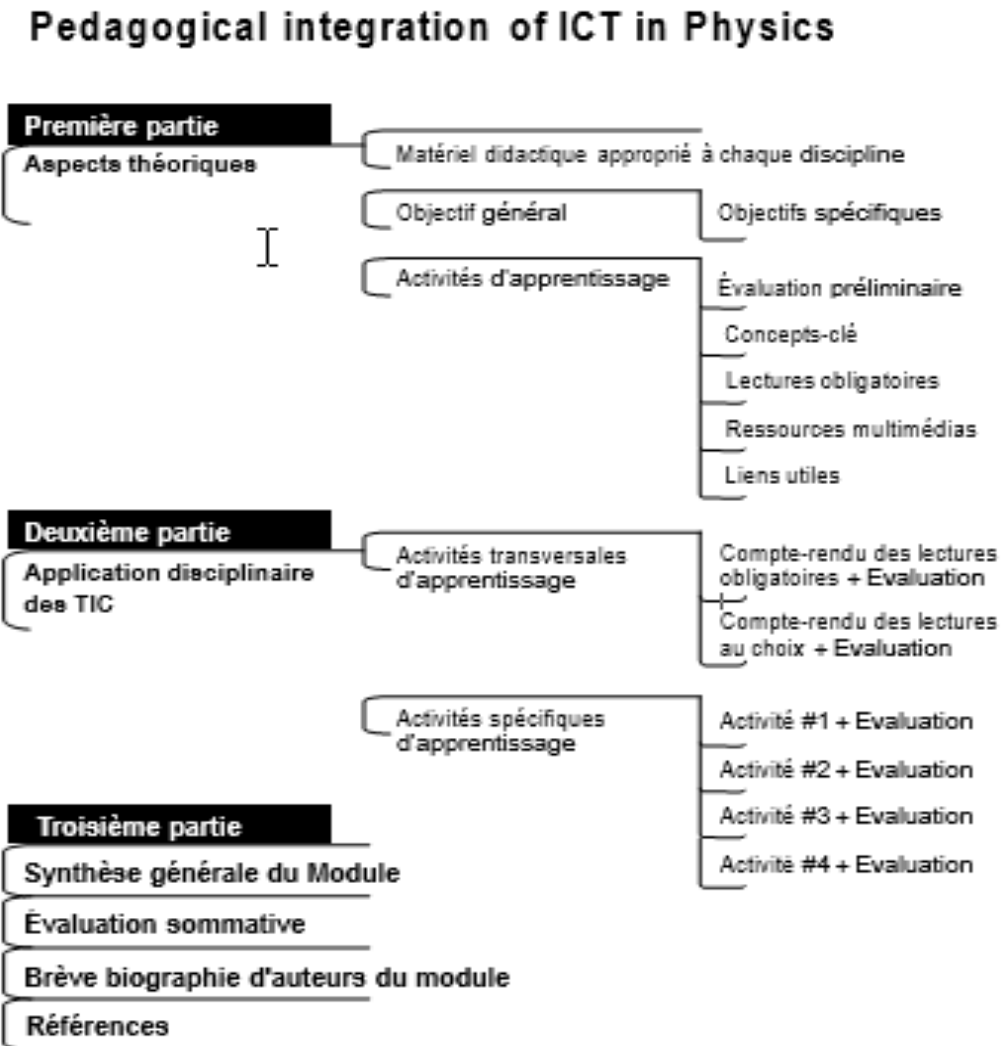 Pedagogical integration of ICT in Physics
Première partie
Aspects théoriques
Matériel didactique approprié à chaque discipline
Objectif général
Objectifs spécifiques
Activités d'apprentissage
Évaluation préliminaire
Concepts-clé
Lectures obligatoires
Ressources multimédias
Liens utiles
Deuxième partie
Application disciplinaire
des TIC
Activités transversales
d'apprentissage
Compte-rendu des lectures
obligatoires + Evaluation
Compte-rendu des lectures
au choix + Evaluation
Activités spécifiques
d'apprentissage
Activité #1 + Evaluation
Activité #2 + Evaluation
Activité #3 + Evaluation
Activité #4 + Evaluation
Troisième partie
Synthèse générale du Module
Évaluation sommative
Brève biographie d'auteurs du module
Références